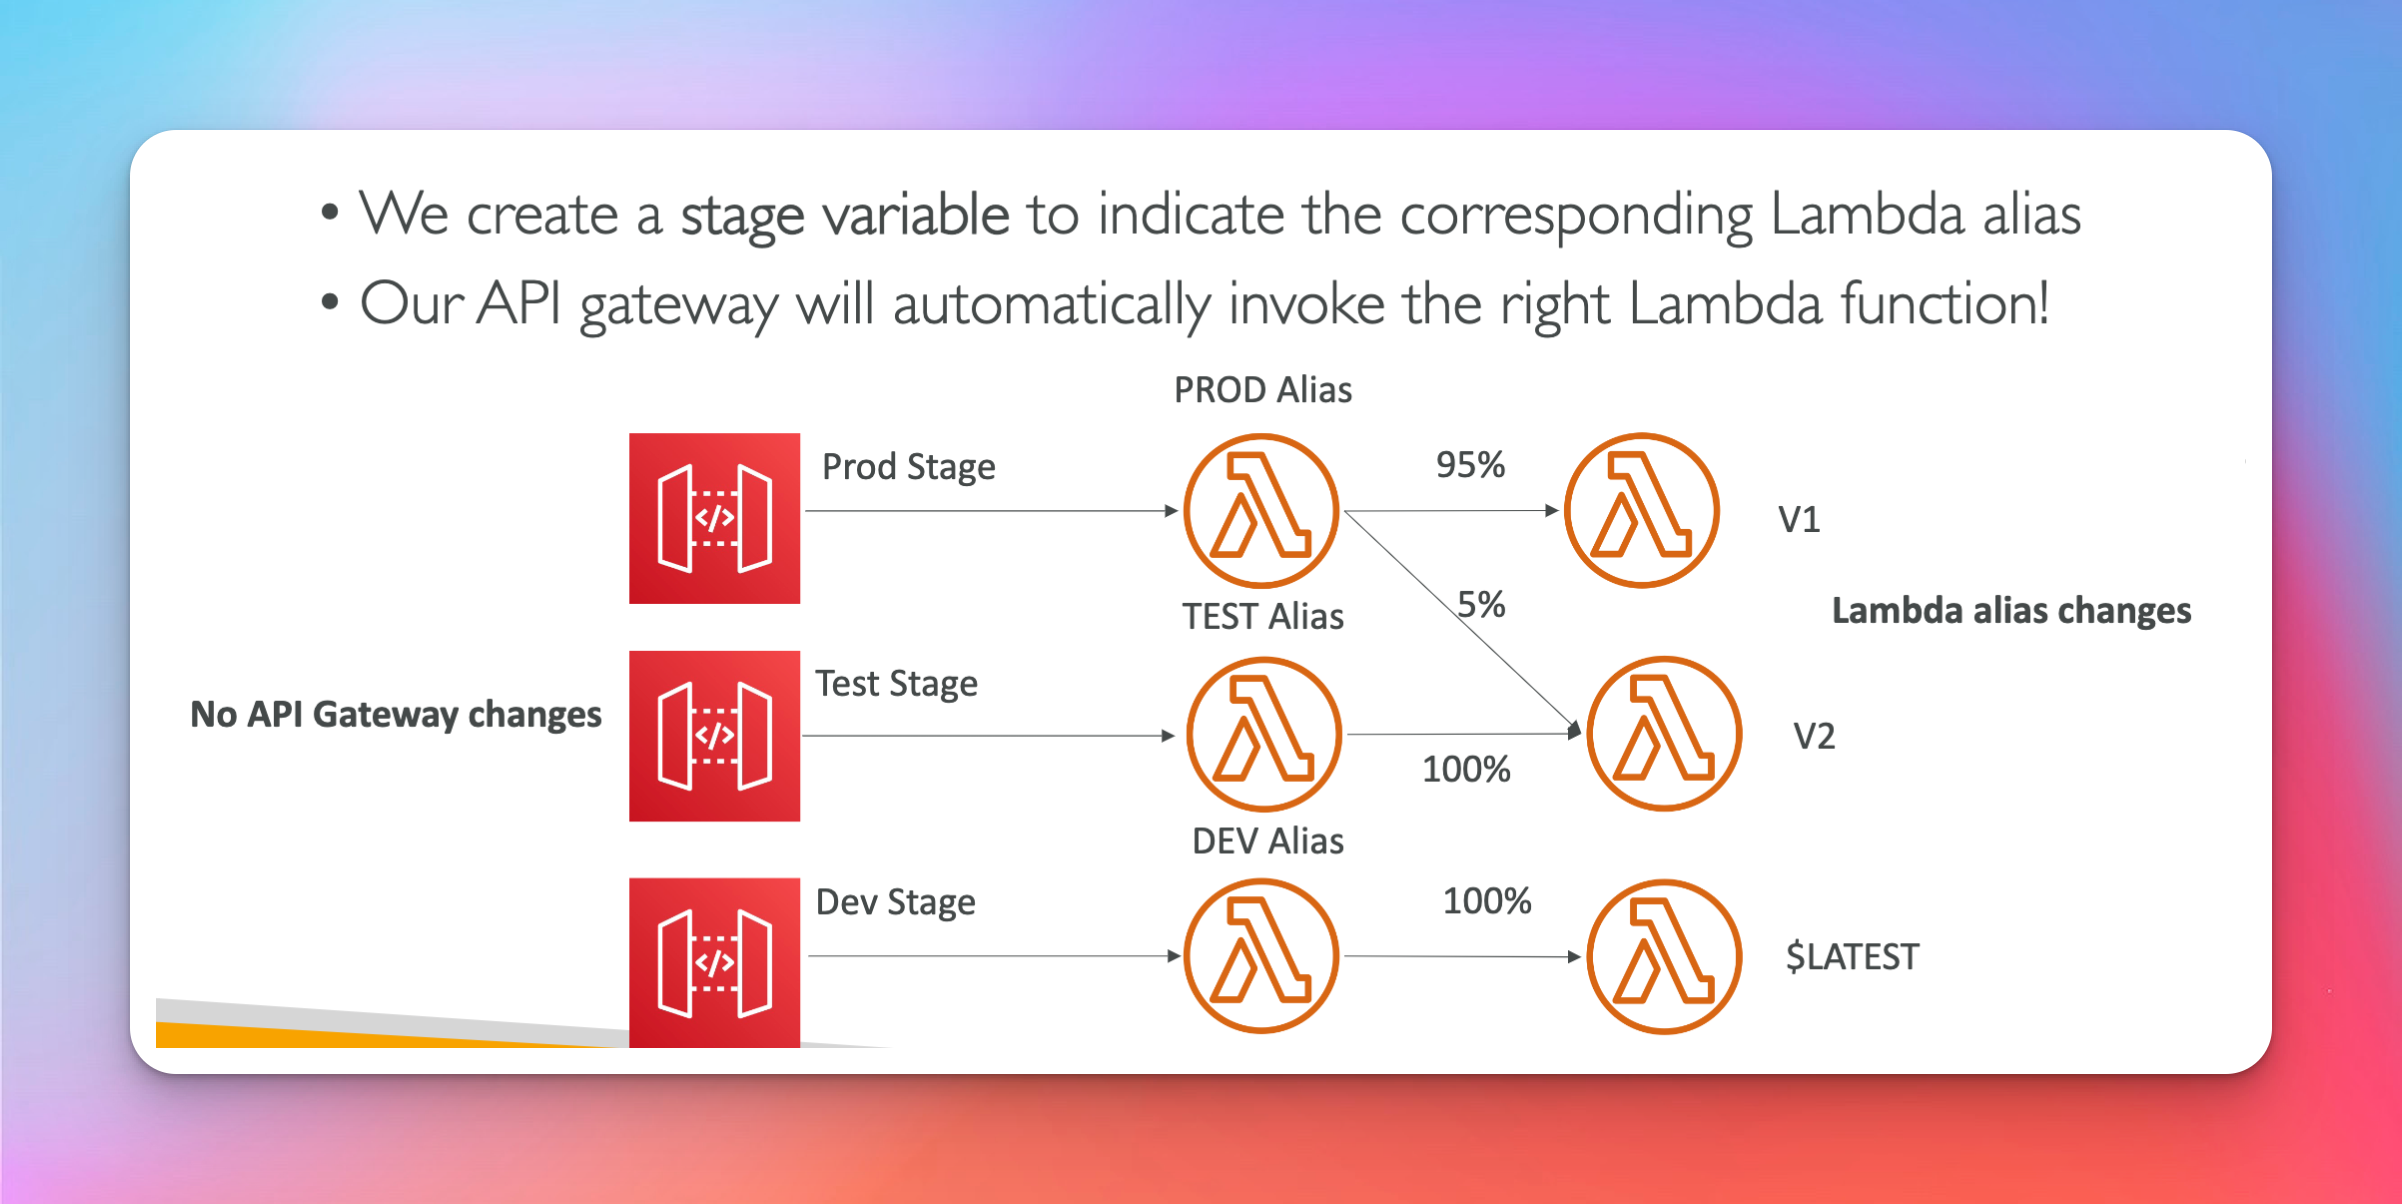 • We create a stage variable to indicate the corresponding Lambda alias
• Our API gateway will automatically invoke the right Lambda function!
PROD Alias
Prod Stage
95%
V1
5%
Lambda alias changes
TEST Alias
Test Stage
No API Gateway changes
V2
100%
DEV Alias
Dev Stage
100%
$LATEST